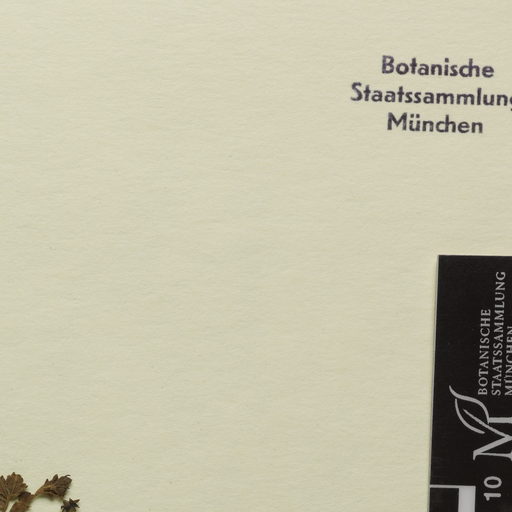 Botanische
Staatssammlung
München
BOTANISCHE
STAATSSAMMLUNG
MÜNCHEN
M
10